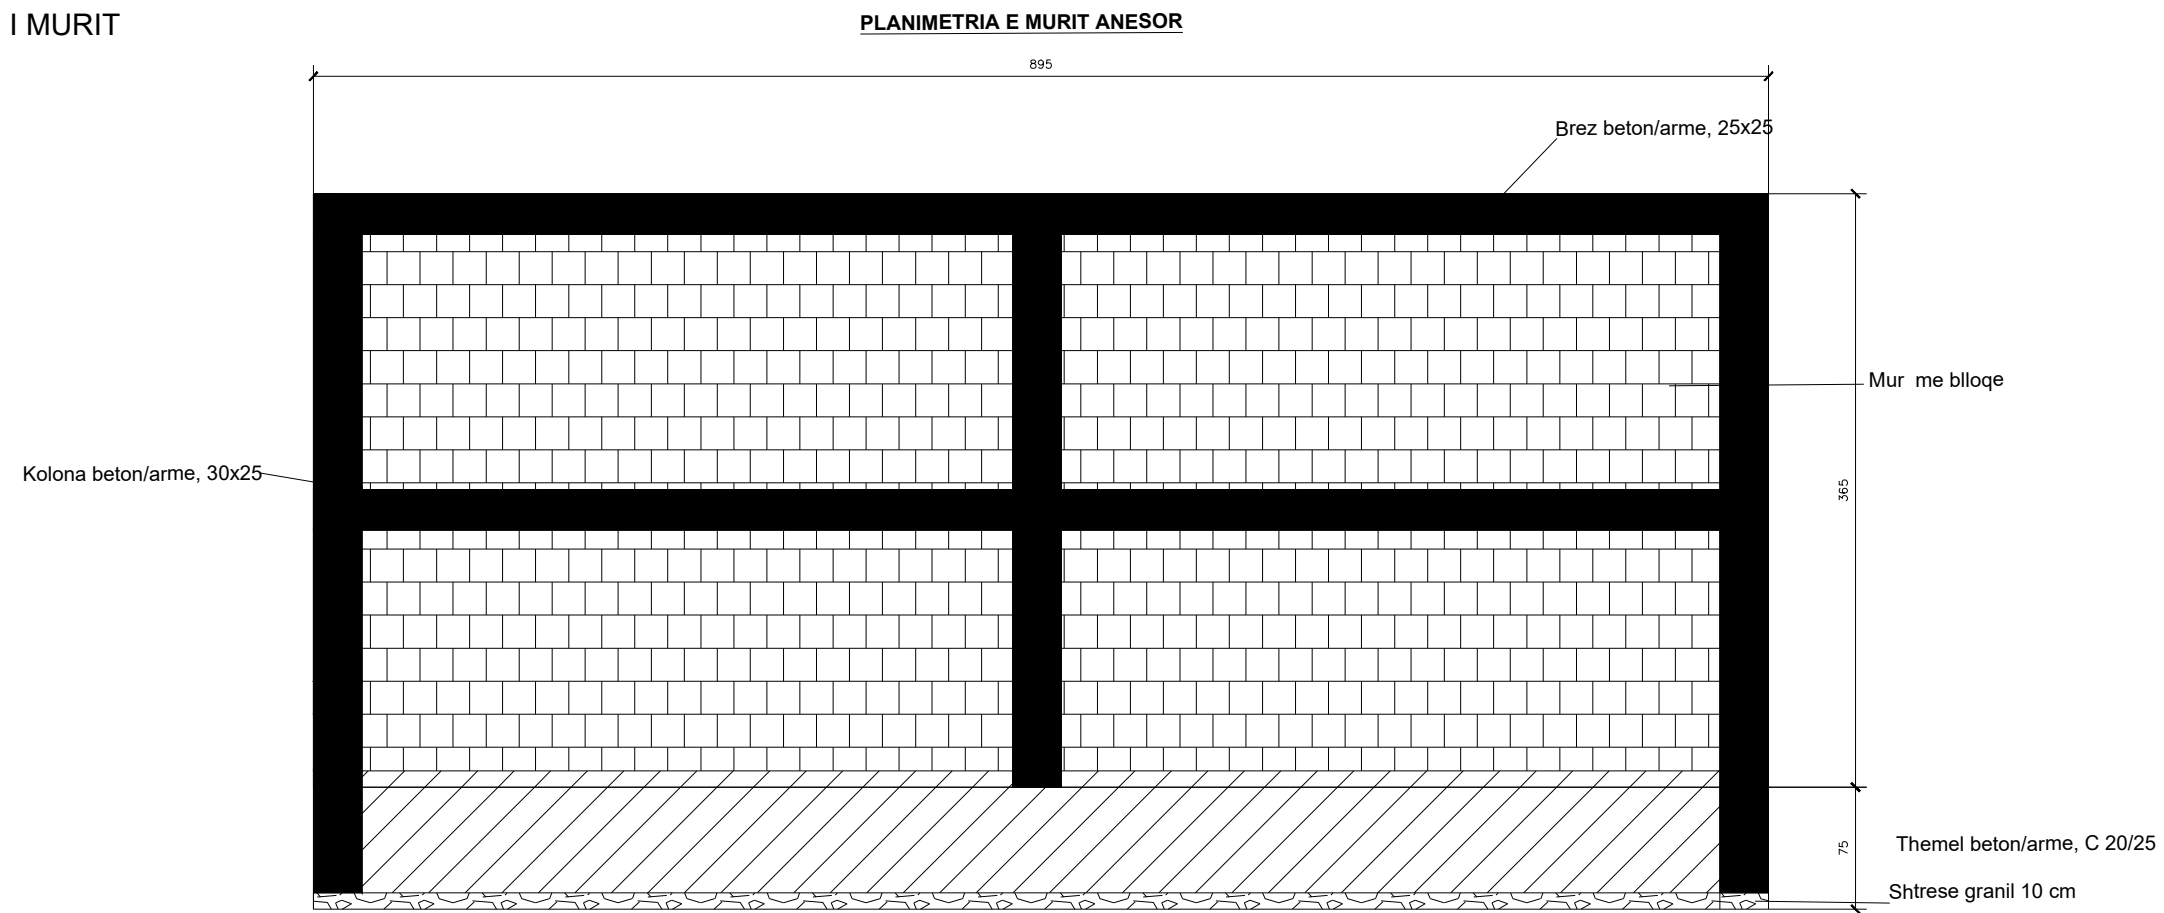 I MURIT
PLANIMETRIA E MURIT ANESOR
895
Brez beton/arme, 25x25
Mur  me blloqe
Kolona beton/arme, 30x25
365
75
Themel beton/arme, C 20/25
Shtrese granil 10 cm